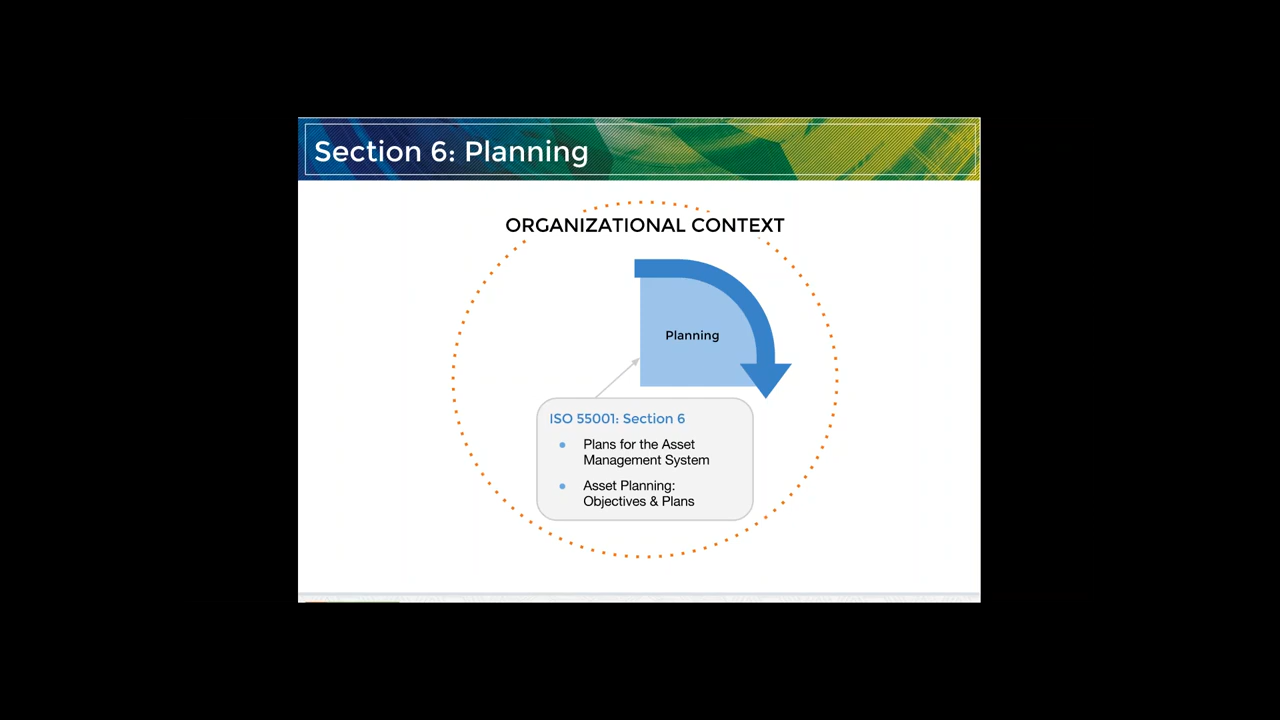 Section 6: Planning
ORGANIZATIONAL CONTEXT
Planning
ISO 55001: Section 6
● Plans for the Asset
Management System
● Asset Planning:
Objectives & Plans